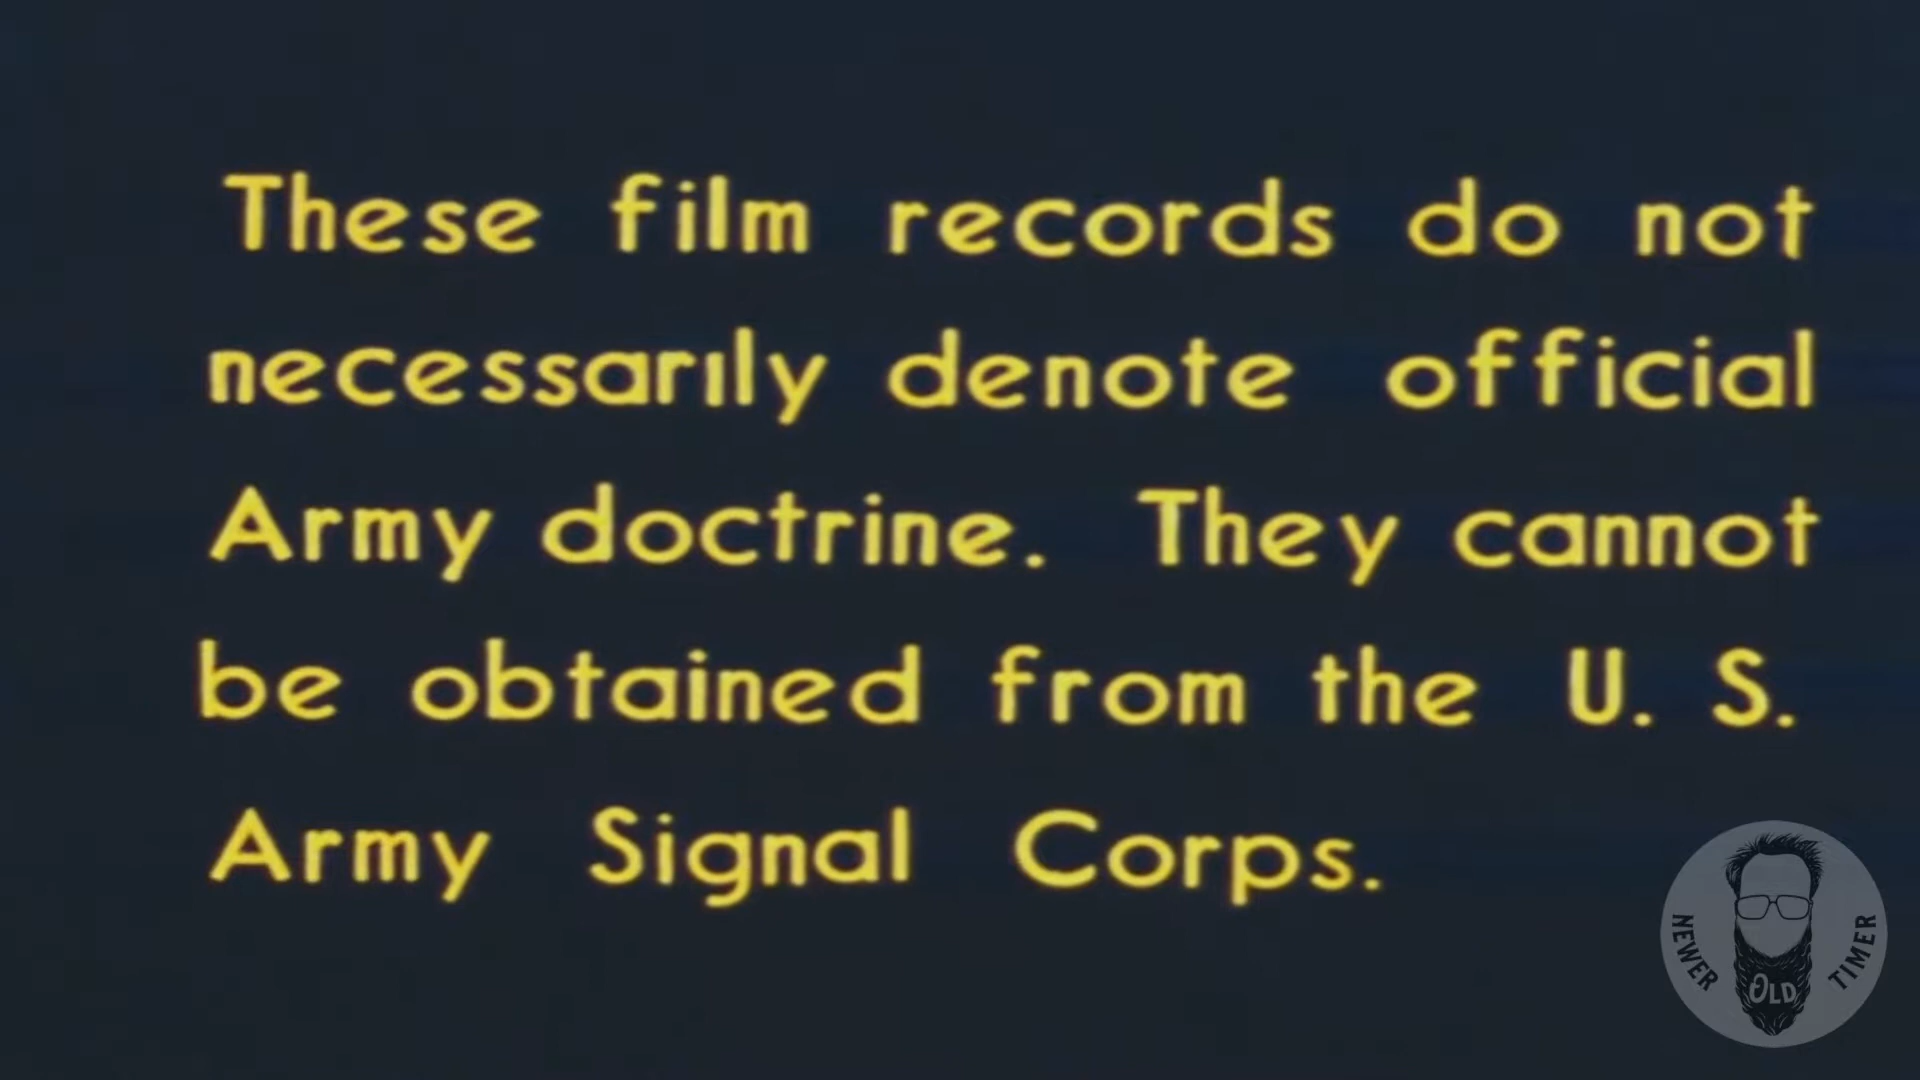 These film records do not
necessarily denote official
Army doctrine. They cannot
be obtained from the U. S.
Army Signal Corps.
NEWER OLD TIMER